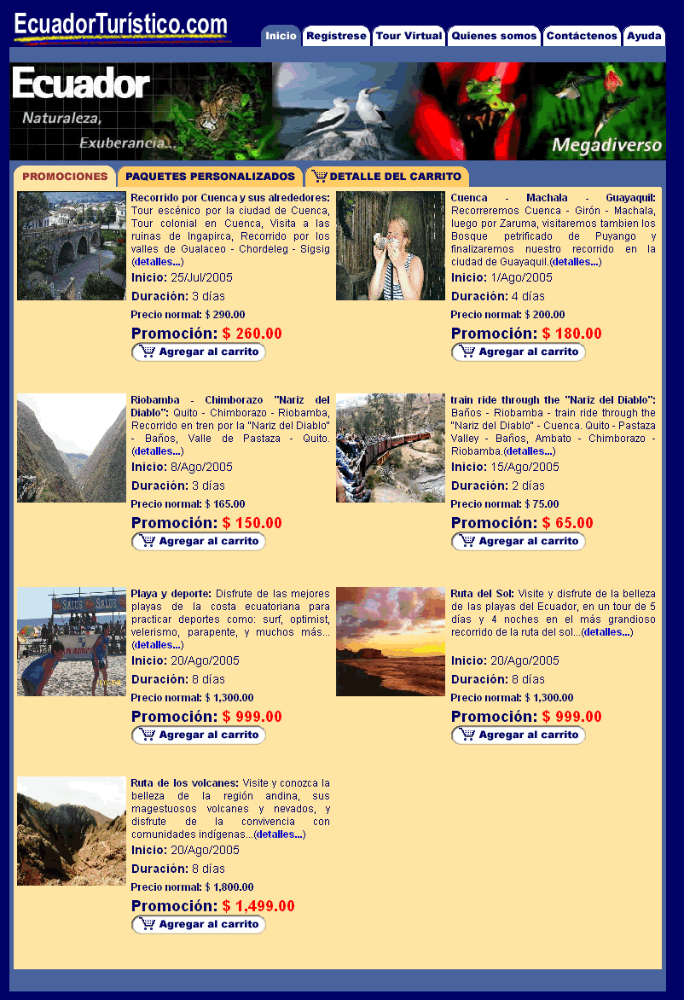 EcuadorTurístico.com
Inicio
Regístrese
Tour Virtual
Quienes somos
Contáctenos
Ayuda
Ecuador
Naturaleza,
Exuberancia...
Megadiverso
PROMOCIONES
PAQUETES PERSONALIZADOS
DETALLE DEL CARRITO
Recorrido por Cuenca y sus alrededores:
Tour escénico por la ciudad de Cuenca,
Tour colonial en Cuenca, Visita a las
ruinas de Ingapirca, Recorrido por los
valles de Gualaceo - Chordeleg - Sigsig
(detalles...)
Inicio: 25/Jul/2005
Duración: 3 días
Precio normal: $ 290.00
Promoción: $ 260.00
Agregar al carrito
Cuenca - Machala - Guayaquil:
Recorreremos Cuenca - Girón - Machala,
luego por Zaruma, visitaremos tambien los
Bosque petrificado de Puyango y
finalizaremos nuestro recorrido en la
ciudad de Guayaquil.(detalles...)
Inicio: 1/Ago/2005
Duración: 4 días
Precio normal: $ 200.00
Promoción: $ 180.00
Agregar al carrito
Riobamba - Chimborazo "Nariz del
Diablo": Quito - Chimborazo - Riobamba,
Recorrido en tren por la "Nariz del Diablo"
- Baños, Valle de Pastaza - Quito.
(detalles...)
Inicio: 8/Ago/2005
Duración: 3 días
Precio normal: $ 165.00
Promoción: $ 150.00
Agregar al carrito
train ride through the "Nariz del Diablo":
Baños - Riobamba - train ride through the
"Nariz del Diablo" - Cuenca. Quito - Pastaza
Valley - Baños, Ambato - Chimborazo -
Riobamba.(detalles...)
Inicio: 15/Ago/2005
Duración: 2 días
Precio normal: $ 75.00
Promoción: $ 65.00
Agregar al carrito
SALUS SALUS
Playa y deporte: Disfrute de las mejores
playas de la costa ecuatoriana para
practicar deportes como: surf, optimist,
velerismo, parapente, y muchos más...
(detalles...)
Inicio: 20/Ago/2005
Duración: 8 días
Precio normal: $ 1,300.00
Promoción: $ 999.00
Agregar al carrito
Ruta del Sol: Visite y disfrute de la belleza
de las playas del Ecuador, en un tour de 5
días y 4 noches en el más grandioso
recorrido de la ruta del sol...(detalles...)
Inicio: 20/Ago/2005
Duración: 8 días
Precio normal: $ 1,300.00
Promoción: $ 999.00
Agregar al carrito
Ruta de los volcanes: Visite y conozca la
belleza de la región andina, sus
magestuosos volcanes y nevados, y
disfrute de la convivencia con
comunidades indígenas...(detalles...)
Inicio: 20/Ago/2005
Duración: 8 días
Precio normal: $ 1,800.00
Promoción: $ 1,499.00
Agregar al carrito